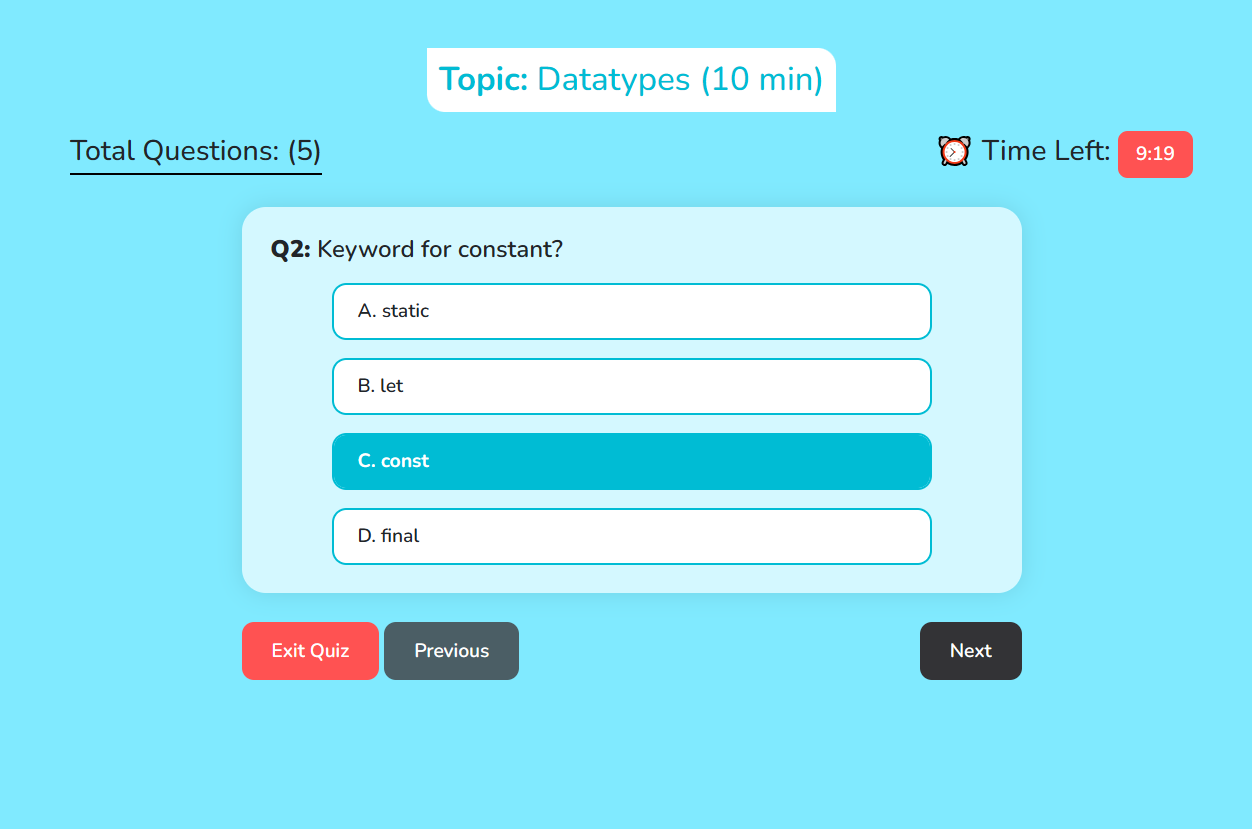 Topic: Datatypes (10 min)
Total Questions: (5)
⏰ Time Left: 9:19
Q2: Keyword for constant?
A. static
B. let
C. const
D. final
Exit Quiz Previous Next